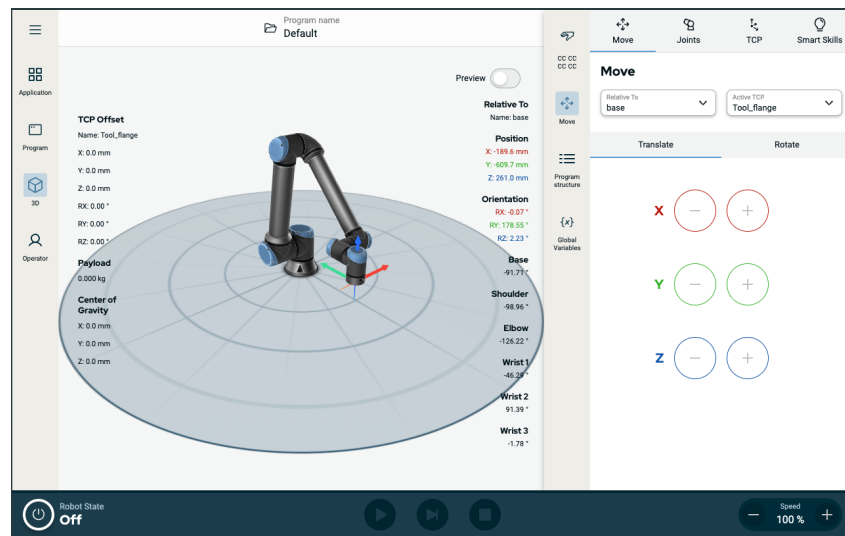 Program name
Default
Application
Program
3D
Operator
TCP Offset
Name: Tool_flange
X: 0.0 mm
Y: 0.0 mm
Z: 0.0 mm
RX: 0.00 °
RY: 0.00 °
RZ: 0.00 °
Payload
0.000 kg
Center of
Gravity
X: 0.0 mm
Y: 0.0 mm
Z: 0.0 mm
Preview
Relative To
Name: base
Position
X: -189.6 mm
Y: -609.7 mm
Z: 261.0 mm
Orientation
RX: -0.07 °
RY: 178.55 °
RZ: 2.23 °
Base
-91.71 °
Shoulder
-98.96 °
Elbow
-126.22 °
Wrist 1
-46.29 °
Wrist 2
91.39 °
Wrist 3
-1.78 °
CC CC
CC CC
Move
Program
structure
{x}
Global
Variables
Move
Joints
TCP
Smart Skills
Move
Relative To
base
Active TCP
Tool_flange
Translate
Rotate
X
Y
Z
Robot State
Off
Speed
100 %